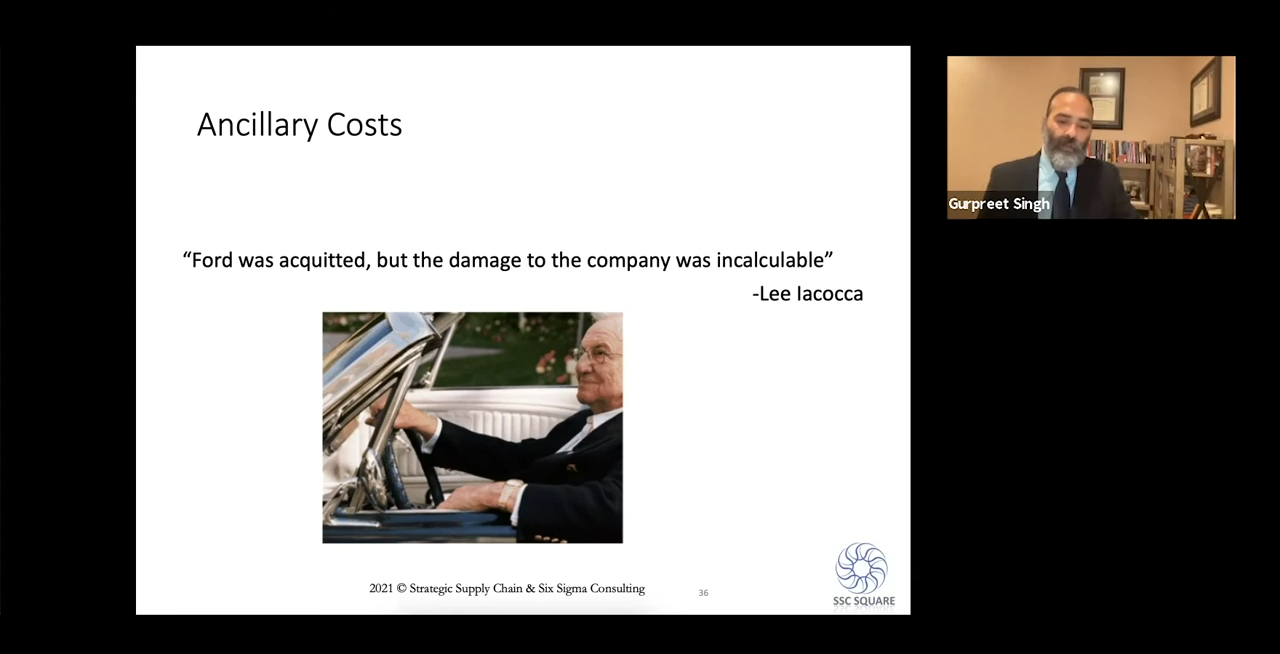 Ancillary Costs
“Ford was acquitted, but the damage to the company was incalculable”
-Lee Iacocca
2021 © Strategic Supply Chain & Six Sigma Consulting
36
SSC SQUARE
Gurpreet Singh